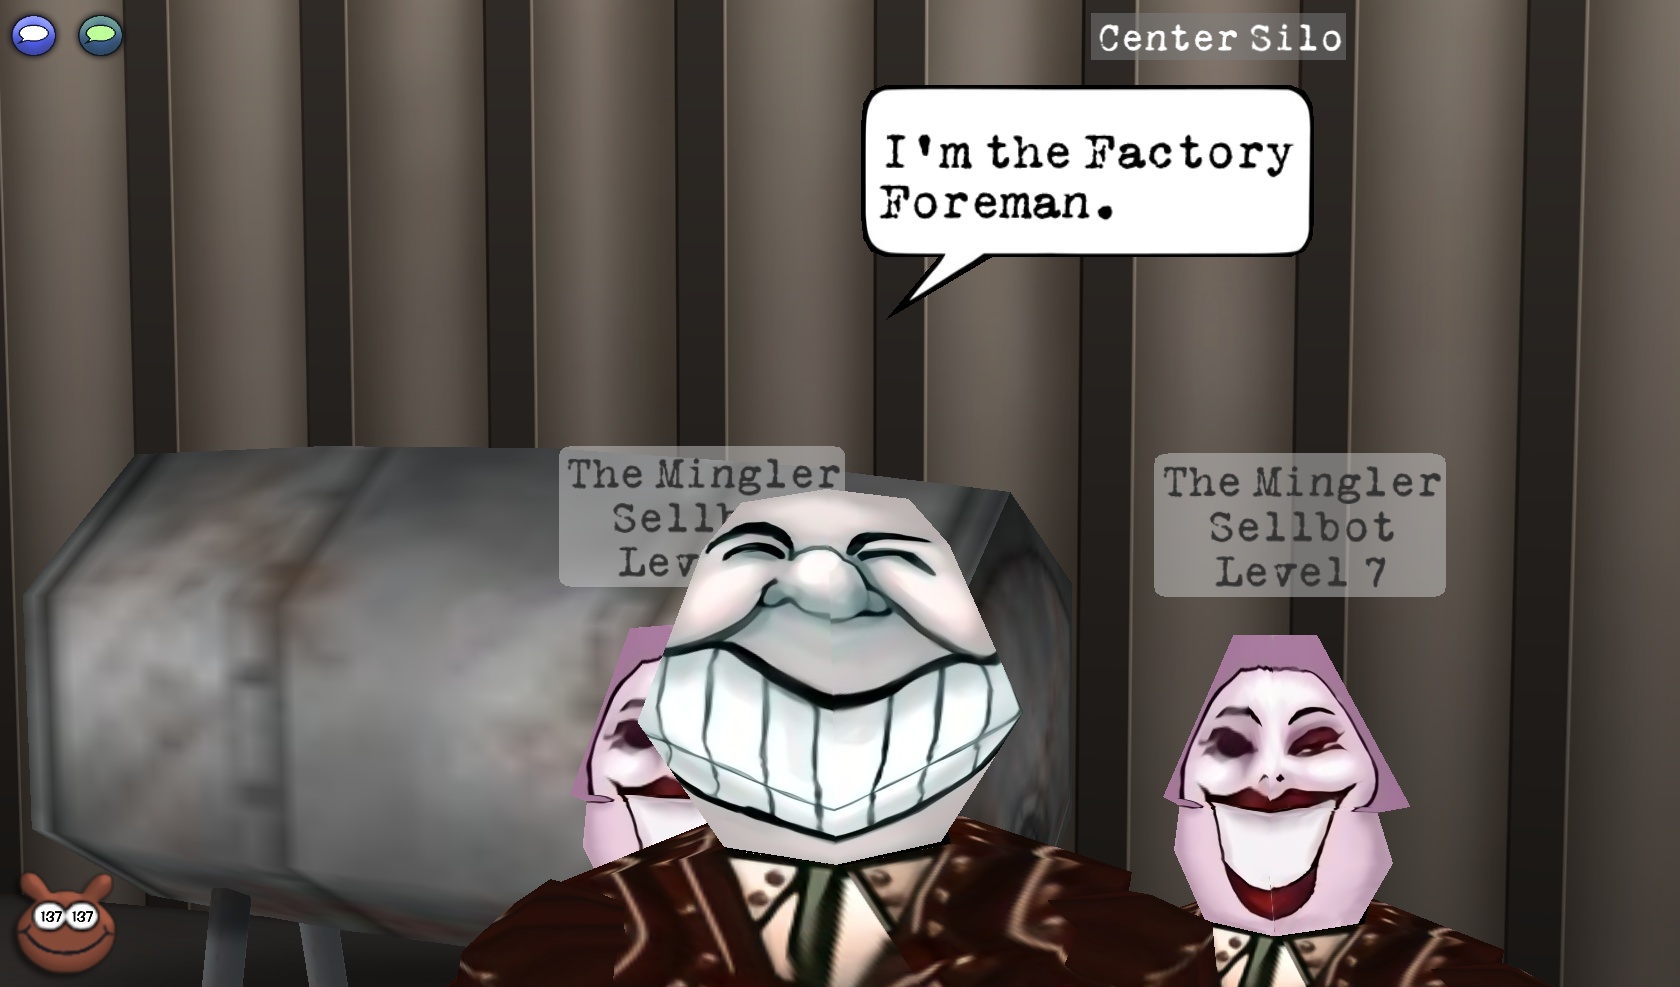 Center Silo
I'm the Factory
Foreman.
The Mingler
The Mingler
Sellbot
Level 7
137 137